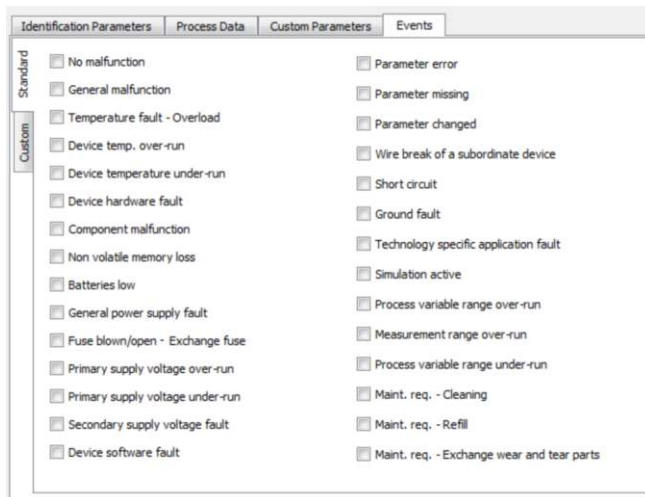 Identification Parameters
Process Data
Custom Parameters
Events
Standard
Custom
No malfunction
General malfunction
Temperature fault - Overload
Device temp. over-run
Device temperature under-run
Device hardware fault
Component malfunction
Non volatile memory loss
Batteries low
General power supply fault
Fuse blown/open - Exchange fuse
Primary supply voltage over-run
Primary supply voltage under-run
Secondary supply voltage fault
Device software fault
Parameter error
Parameter missing
Parameter changed
Wire break of a subordinate device
Short circuit
Ground fault
Technology specific application fault
Simulation active
Process variable range over-run
Measurement range over-run
Process variable range under-run
Maint. req. - Cleaning
Maint. req. - Refill
Maint. req. - Exchange wear and tear parts